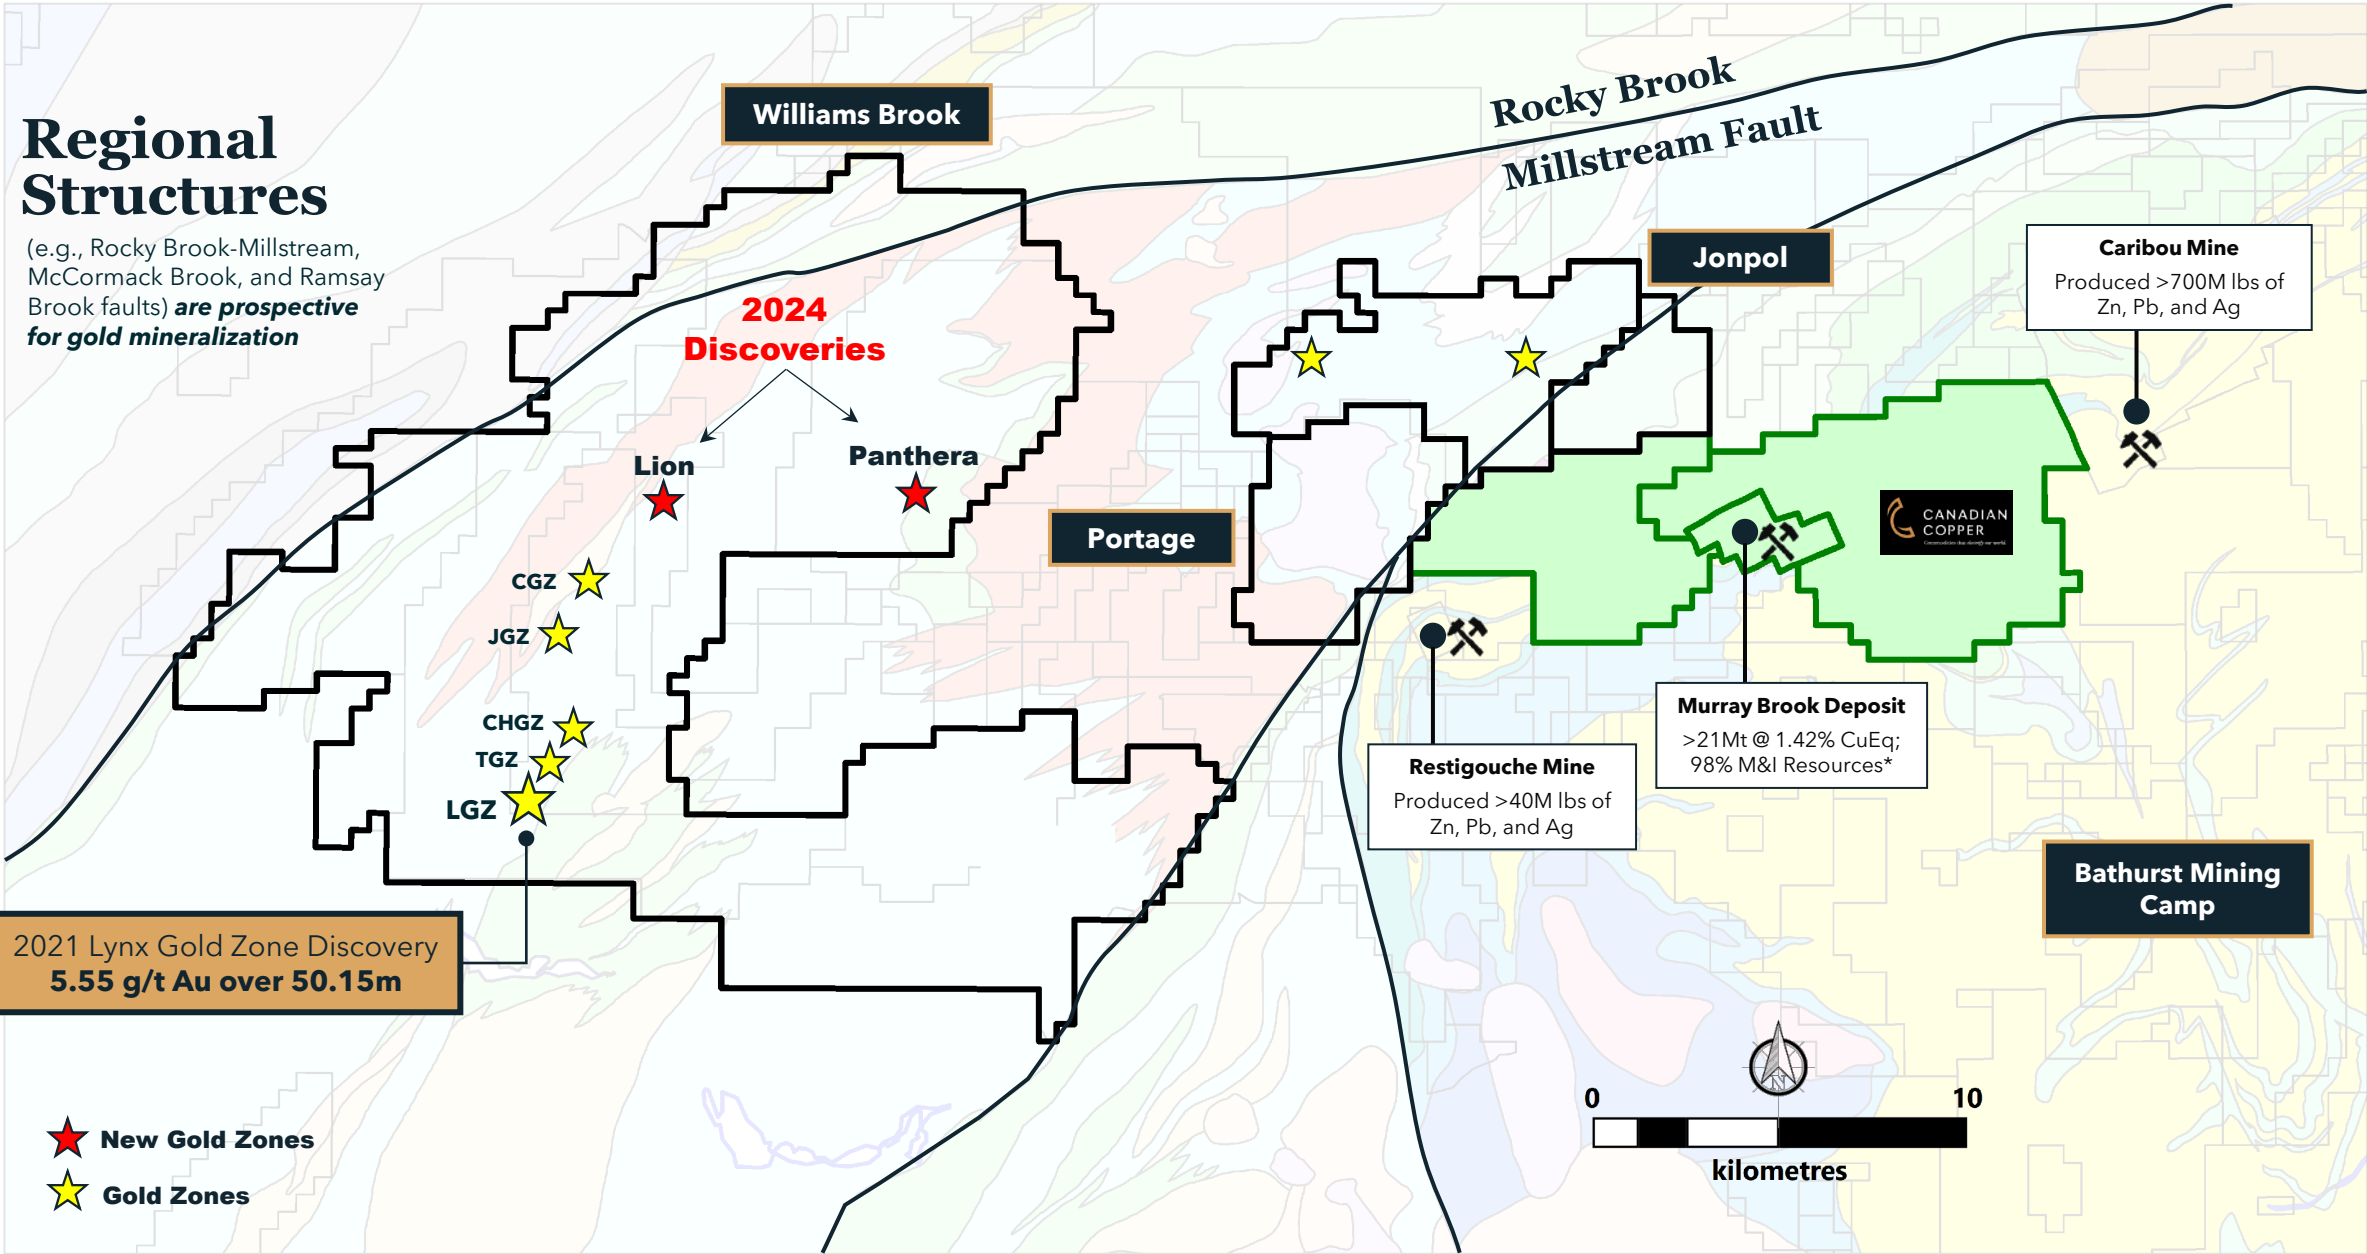 Regional
Structures
(e.g., Rocky Brook-Millstream,
McCormack Brook, and Ramsay
Brook faults) are prospective
for gold mineralization
Williams Brook
Rocky Brook
Millstream Fault
Jonpol
Caribou Mine
Produced >700M lbs of
Zn, Pb, and Ag
2024
Discoveries
Lion
Panthera
Portage
CANADIAN
COPPER
CGZ
JGZ
CHGZ
TGZ
LGZ
Murray Brook Deposit
>21Mt @ 1.42% CuEq;
98% M&I Resources*
Restigouche Mine
Produced >40M lbs of
Zn, Pb, and Ag
Bathurst Mining
Camp
2021 Lynx Gold Zone Discovery
5.55 g/t Au over 50.15m
New Gold Zones
Gold Zones
N
0 10
kilometres